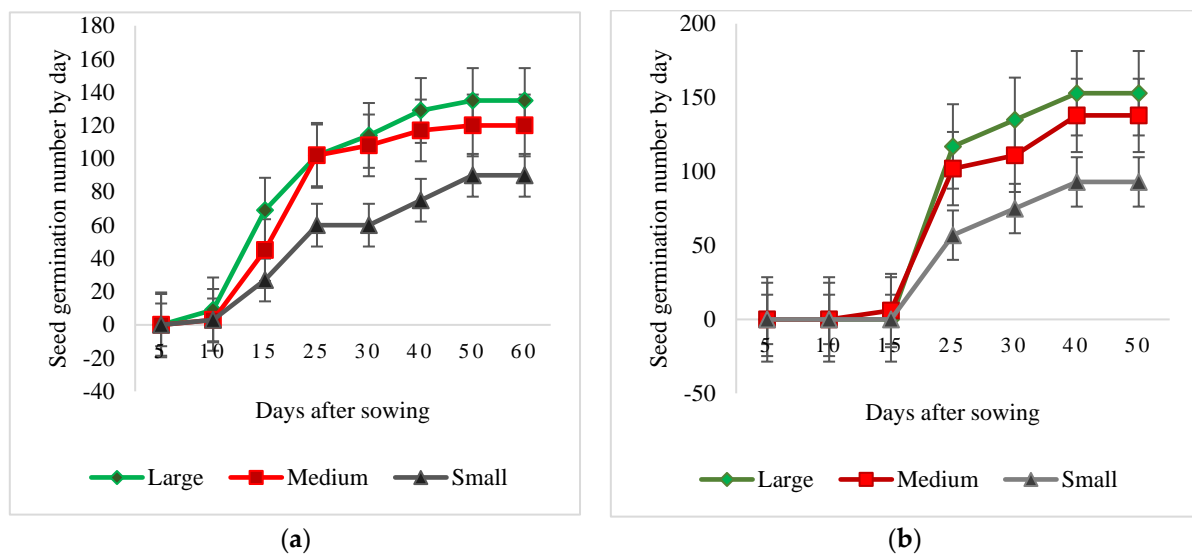 Seed germination number by day
180
160
140
120
100
80
60
40
20
0
-20
-40
5 10 15 25 30 40 50 60
Days after sowing
Large Medium Small
(a)
Seed germination number by day
200
150
100
50
0
-50
5 10 15 25 30 40 50
Days after sowing
Large Medium Small
(b)